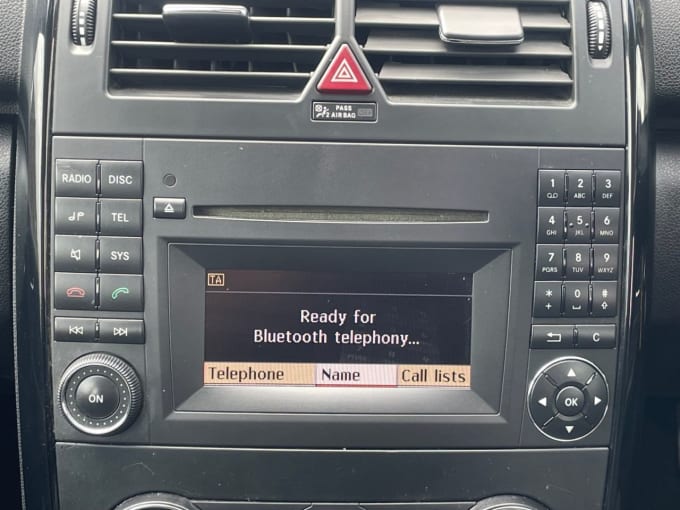 PASS
AIR BAG
RADIO DISC
TEL
SYS
ON
TA
Ready for
Bluetooth telephony...
Telephone Name Call lists
1 2 3
ABC DEF
4 5 6
GHI JKL MNO
7 8 9
PQRS TUV WXYZ
* 0 #
+
C
OK